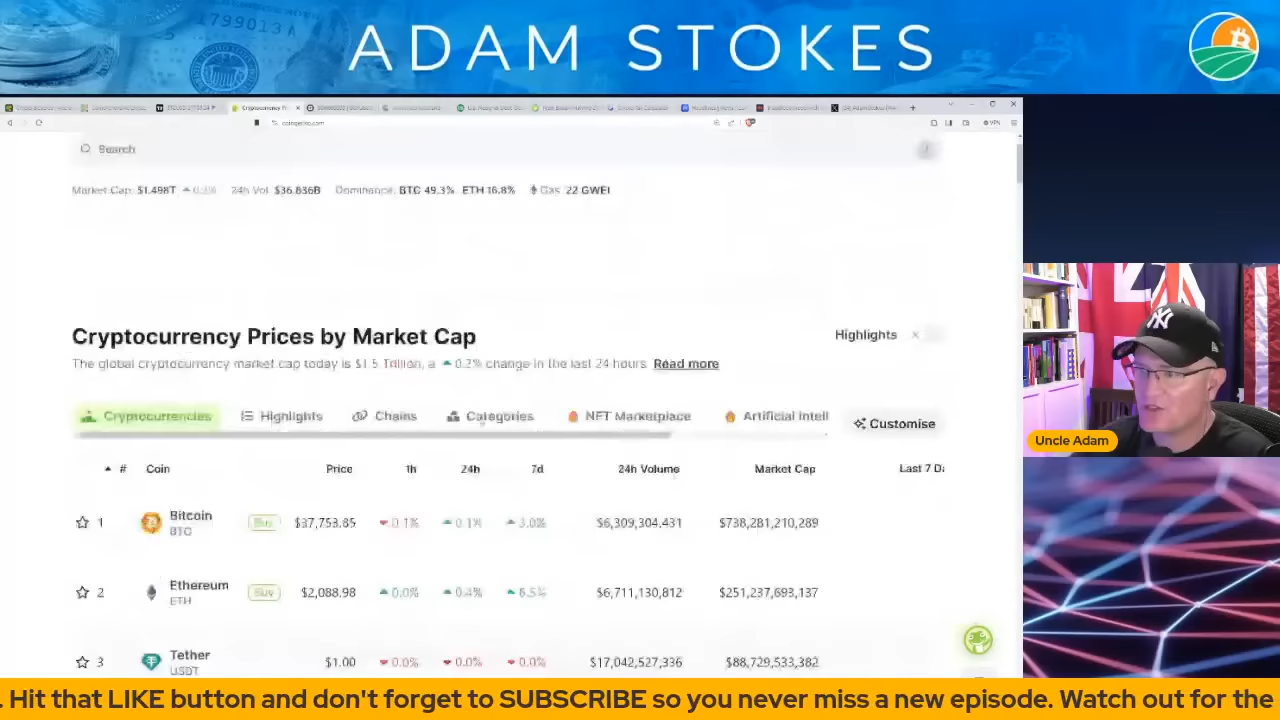 ADAM STOKES
Search
Market Cap: $1.498T 0.2% 24h Vol: $36.836B Dominance: BTC 49.3% ETH 16.8% Gas: 22 GWEI
Cryptocurrency Prices by Market Cap
Highlights
The global cryptocurrency market cap today is $1.5 Trillion, a 0.2% change in the last 24 hours Read more
Cryptocurrencies Highlights Chains Categories NFT Marketplace Artificial Intell Customise
# Coin Price 1h 24h 7d 24h Volume Market Cap Last 7 Da
1 Bitcoin BTC Buy $37,753.85 0.1% 0.1% 3.0% $6,309,304,431 $738,281,210,289
2 Ethereum ETH Buy $2,088.98 0.0% 0.4% 6.5% $6,711,130,812 $251,237,693,137
3 Tether USDT $1.00 0.0% 0.0% 0.0% $17,042,527,336 $88,729,533,382
Uncle Adam
. Hit that LIKE button and don't forget to SUBSCRIBE so you never miss a new episode. Watch out for the